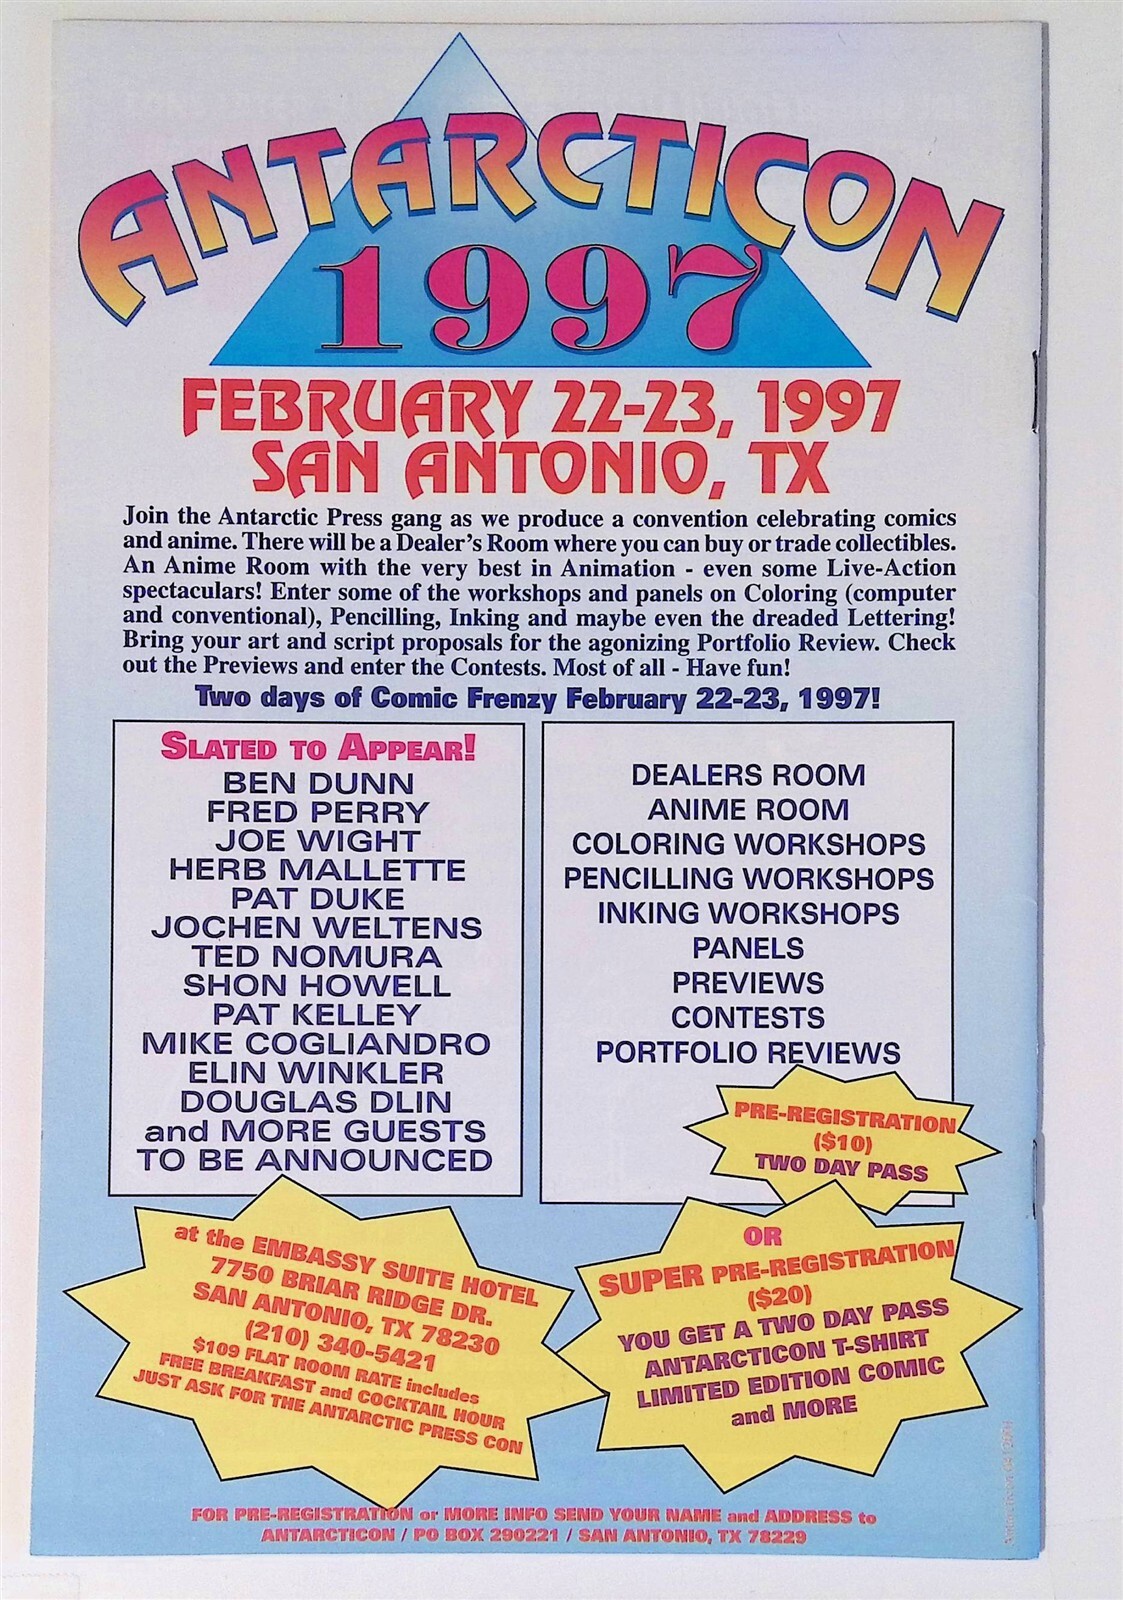 ANTARCTICON
1997
FEBRUARY 22-23, 1997
SAN ANTONIO, TX
Join the Antarctic Press gang as we produce a convention celebrating comics
and anime. There will be a Dealer's Room where you can buy or trade collectibles.
An Anime Room with the very best in Animation - even some Live-Action
spectaculars! Enter some of the workshops and panels on Coloring (computer
and conventional), Pencilling, Inking and maybe even the dreaded Lettering!
Bring your art and script proposals for the agonizing Portfolio Review. Check
out the Previews and enter the Contests. Most of all - Have fun!
Two days of Comic Frenzy February 22-23, 1997!
SLATED TO APPEAR!
BEN DUNN
FRED PERRY
JOE WIGHT
HERB MALLETTE
PAT DUKE
JOCHEN WELTENS
TED NOMURA
SHON HOWELL
PAT KELLEY
MIKE COGLIANDRO
ELIN WINKLER
DOUGLAS DLIN
and MORE GUESTS
TO BE ANNOUNCED
DEALERS ROOM
ANIME ROOM
COLORING WORKSHOPS
PENCILLING WORKSHOPS
INKING WORKSHOPS
PANELS
PREVIEWS
CONTESTS
PORTFOLIO REVIEWS
PRE-REGISTRATION
($10)
TWO DAY PASS
OR
SUPER PRE-REGISTRATION
($20)
YOU GET A TWO DAY PASS
ANTARCTICON T-SHIRT
LIMITED EDITION COMIC
and MORE
at the EMBASSY SUITE HOTEL
7750 BRIAR RIDGE DR.
SAN ANTONIO, TX 78230
(210) 340-5421
$109 FLAT ROOM RATE includes
FREE BREAKFAST and COCKTAIL HOUR
JUST ASK FOR THE ANTARCTIC PRESS CON
FOR PRE-REGISTRATION or MORE INFO SEND YOUR NAME and ADDRESS to
ANTARCTICON / PO BOX 290221 / SAN ANTONIO, TX 78229